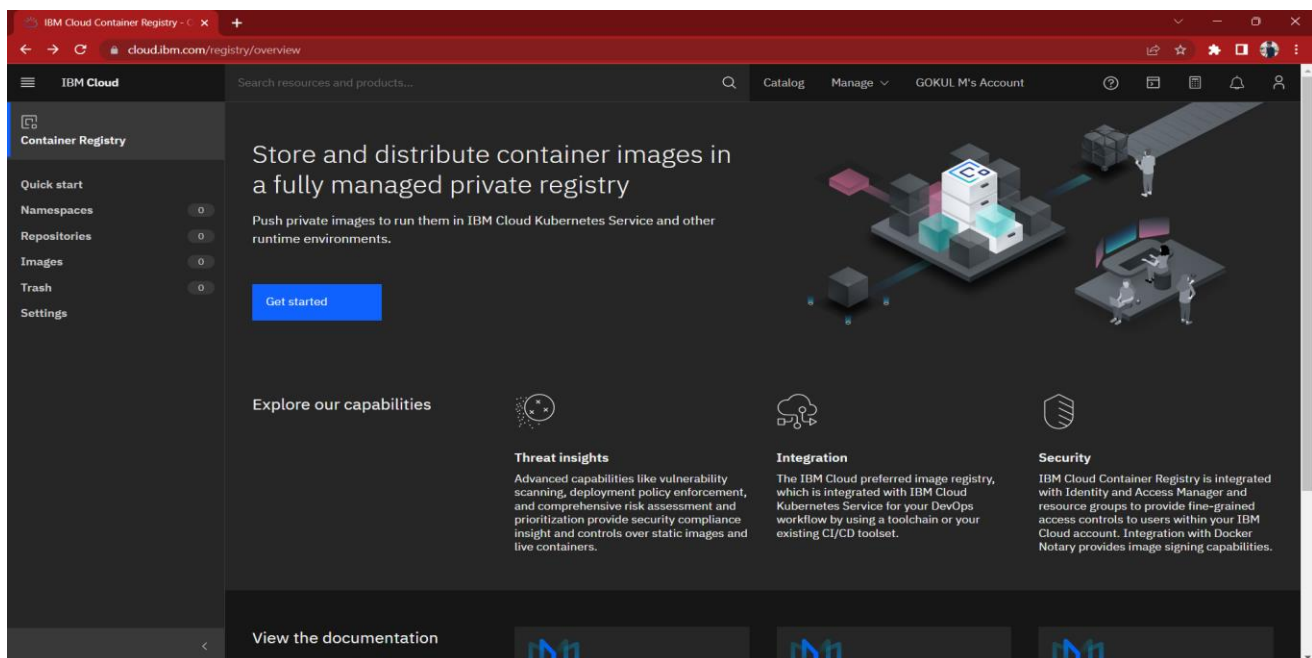 IBM Cloud Container Registry - C
cloud.ibm.com/registry/overview
IBM Cloud
Search resources and products...
Catalog
Manage
GOKUL M's Account
Container Registry
Quick start
Namespaces 0
Repositories 0
Images 0
Trash 0
Settings
Store and distribute container images in
a fully managed private registry
Push private images to run them in IBM Cloud Kubernetes Service and other
runtime environments.
Get started
Explore our capabilities
Threat insights
Advanced capabilities like vulnerability
scanning, deployment policy enforcement,
and comprehensive risk assessment and
prioritization provide security compliance
insight and controls over static images and
live containers.
Integration
The IBM Cloud preferred image registry,
which is integrated with IBM Cloud
Kubernetes Service for your DevOps
workflow by using a toolchain or your
existing CI/CD toolset.
Security
IBM Cloud Container Registry is integrated
with Identity and Access Manager and
resource groups to provide fine-grained
access controls to users within your IBM
Cloud account. Integration with Docker
Notary provides image signing capabilities.
View the documentation